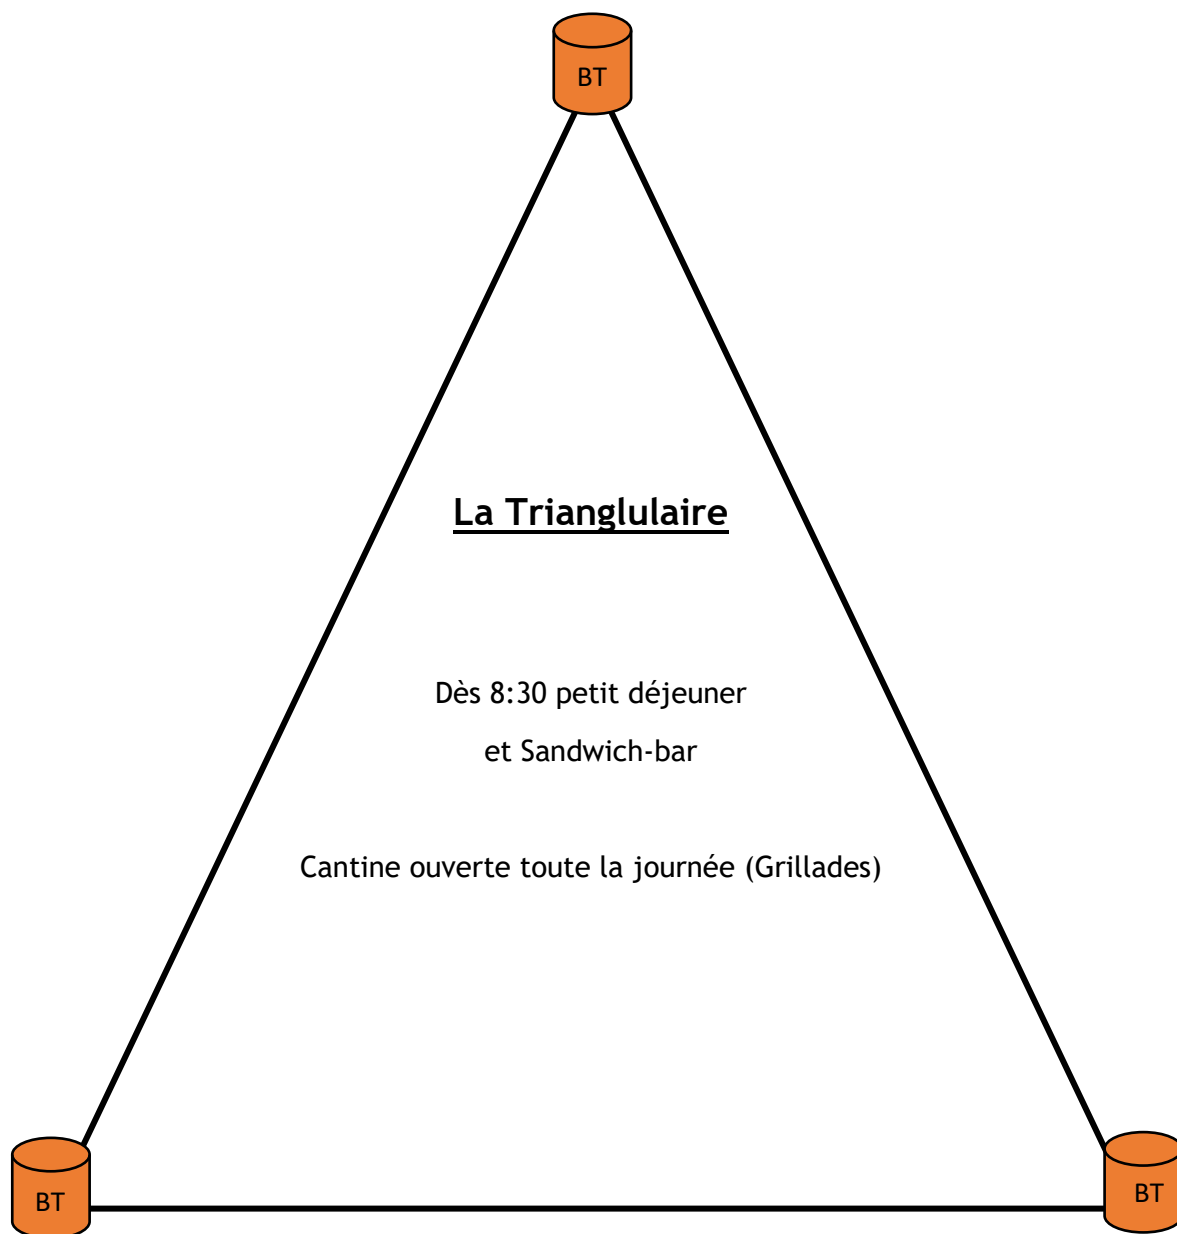 BT
La Trianglulaire
Dès 8:30 petit déjeuner
et Sandwich-bar
Cantine ouverte toute la journée (Grillades)
BT
BT